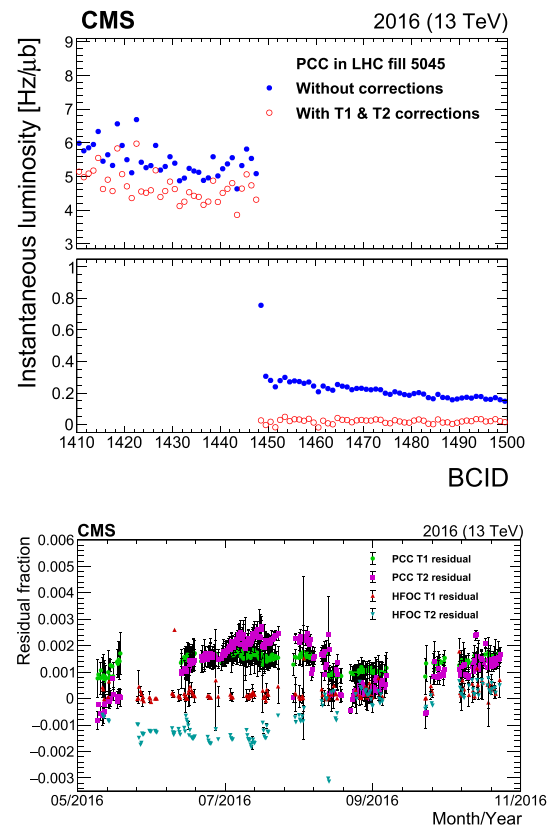 CMS 2016 (13 TeV)
Instantaneous luminosity [Hz/μb]
9
8
7
6
5
4
3
PCC in LHC fill 5045
Without corrections
With T1 & T2 corrections
1
0.8
0.6
0.4
0.2
0
1410 1420 1430 1440 1450 1460 1470 1480 1490 1500
BCID
CMS 2016 (13 TeV)
Residual fraction
0.006
0.005
0.004
0.003
0.002
0.001
0
−0.001
−0.002
−0.003
PCC T1 residual
PCC T2 residual
HFOC T1 residual
HFOC T2 residual
05/2016 07/2016 09/2016 11/2016
Month/Year